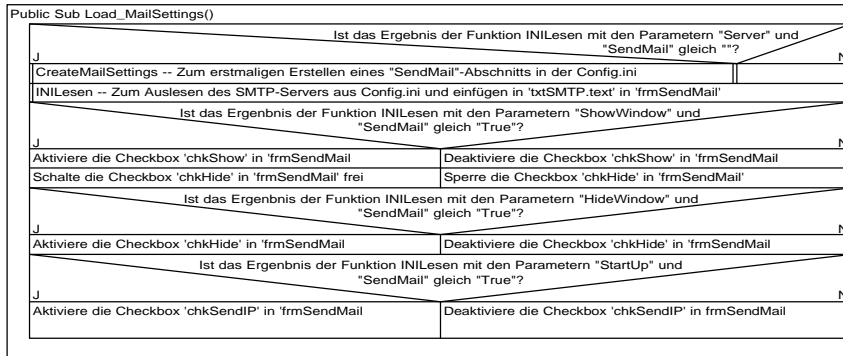 Public Sub Load_MailSettings()
Ist das Ergebnis der Funktion INILesen mit den Parametern "Server" und
"SendMail" gleich ""?
J N
CreateMailSettings -- Zum erstmaligen Erstellen eines "SendMail"-Abschnitts in der Config.ini
INILesen -- Zum Auslesen des SMTP-Servers aus Config.ini und einfügen in 'txtSMTP.text' in 'frmSendMail'
Ist das Ergenbnis der Funktion INILesen mit den Parametern "ShowWindow" und
"SendMail" gleich "True"?
J N
Aktiviere die Checkbox 'chkShow' in 'frmSendMail Deaktiviere die Checkbox 'chkShow' in 'frmSendMail
Schalte die Checkbox 'chkHide' in 'frmSendMail' frei Sperre die Checkbox 'chkHide' in 'frmSendMail'
Ist das Ergenbnis der Funktion INILesen mit den Parametern "HideWindow" und
"SendMail" gleich "True"?
J N
Aktiviere die Checkbox 'chkHide' in 'frmSendMail Deaktiviere die Checkbox 'chkHide' in 'frmSendMail
Ist das Ergenbnis der Funktion INILesen mit den Parametern "StartUp" und
"SendMail" gleich "True"?
J N
Aktiviere die Checkbox 'chkSendIP' in 'frmSendMail Deaktiviere die Checkbox 'chkSendIP' in frmSendMail